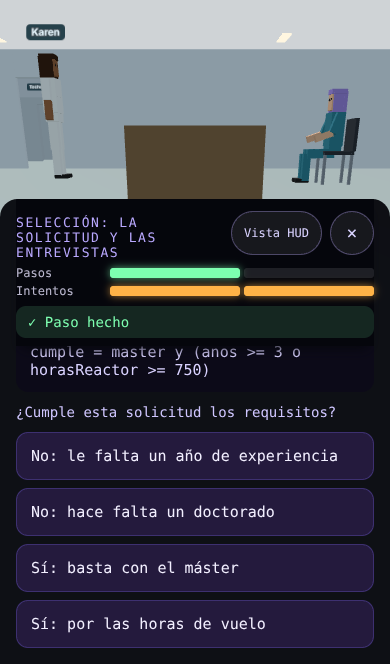 Karen
SELECCIÓN: LA
SOLICITUD Y LAS
ENTREVISTAS
Vista HUD
×
Pasos
Intentos
✓ Paso hecho
cumple = máster y (años >= 3 o
horasReactor >= 750)
¿Cumple esta solicitud los requisitos?
No: le falta un año de experiencia
No: hace falta un doctorado
Sí: basta con el máster
Sí: por las horas de vuelo